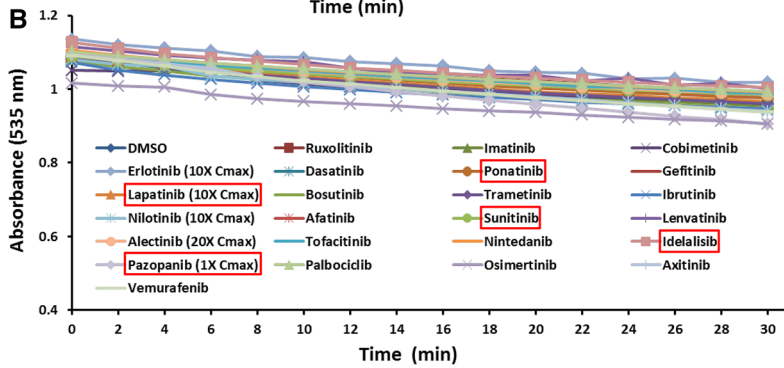 Time (min)
B
1.2
1
0.8
0.6
0.4
Absorbance (535 nm)
DMSO Ruxolitinib Imatinib Cobimetinib
Erlotinib (10X Cmax) Dasatinib Ponatinib Gefitinib
Lapatinib (10X Cmax) Bosutinib Trametinib Ibrutinib
Nilotinib (10X Cmax) Afatinib Sunitinib Lenvatinib
Alectinib (20X Cmax) Tofacitinib Nintedanib Idelalisib
Pazopanib (1X Cmax) Palbociclib Osimertinib Axitinib
Vemurafenib
0 2 4 6 8 10 12 14 16 18 20 22 24 26 28 30
Time (min)